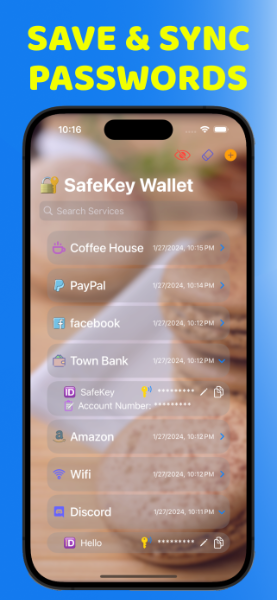 SAVE & SYNC
PASSWORDS
10:16
SafeKey Wallet
Search Services
Coffee House 1/27/2024, 10:15 PM
PayPal 1/27/2024, 10:14 PM
facebook 1/27/2024, 10:13 PM
Town Bank 1/27/2024, 10:12 PM
ID SafeKey *********
Account Number: *********
Amazon 1/27/2024, 10:12 PM
Wifi 1/27/2024, 10:12 PM
Discord 1/27/2024, 10:11 PM
ID Hello *********